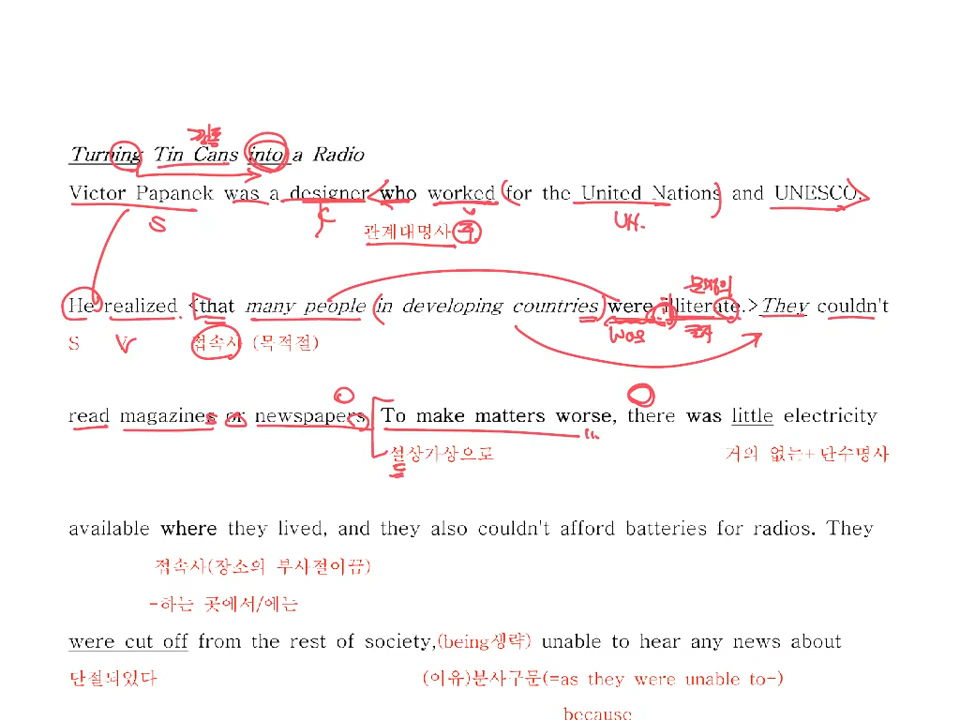 깡통
Turning Tin Cans into a Radio
Victor Papanek was a designer who worked for the United Nations and UNESCO.
S C 관계대명사 주 UN.
문제의
He realized <that many people in developing countries were illiterate.> They couldn't
S V 접속사 (목적절) was
read magazines or newspapers. To make matters worse, there was little electricity
설상가상으로 거의 없는+단수명사
available where they lived, and they also couldn't afford batteries for radios. They
접속사(장소의 부사절이끔)
-하는 곳에서/에는
were cut off from the rest of society,(being생략) unable to hear any news about
단절되있다 (이유)분사구문(=as they were unable to-)
because